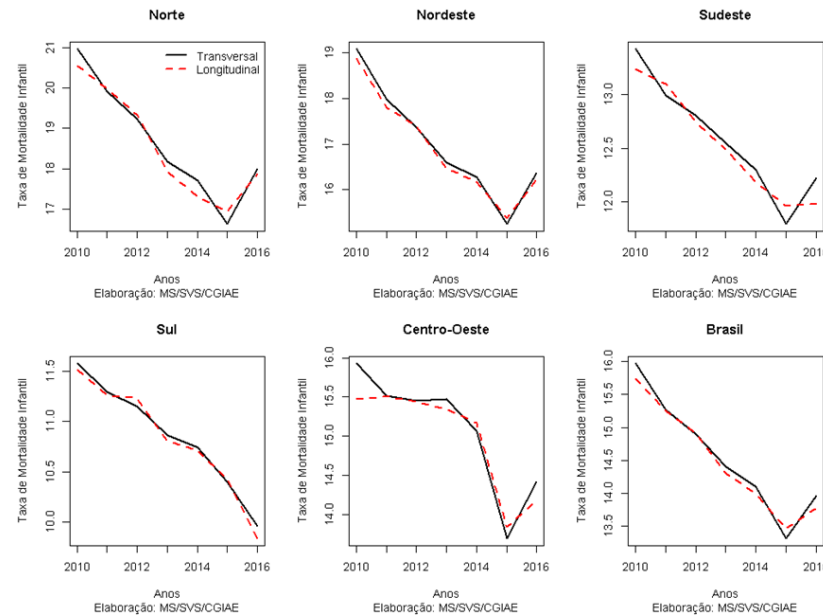 Norte
Taxa de Mortalidade Infantil
21
20
19
18
17
Transversal
Longitudinal
2010 2012 2014 2016
Anos
Elaboração: MS/SVS/CGIAE
Nordeste
Taxa de Mortalidade Infantil
19
18
17
16
2010 2012 2014 2016
Anos
Elaboração: MS/SVS/CGIAE
Sudeste
Taxa de Mortalidade Infantil
13.0
12.5
12.0
2010 2012 2014 2016
Anos
Elaboração: MS/SVS/CGIAE
Sul
Taxa de Mortalidade Infantil
11.5
11.0
10.5
10.0
2010 2012 2014 2016
Anos
Elaboração: MS/SVS/CGIAE
Centro-Oeste
Taxa de Mortalidade Infantil
16.0
15.5
15.0
14.5
14.0
2010 2012 2014 2016
Anos
Elaboração: MS/SVS/CGIAE
Brasil
Taxa de Mortalidade Infantil
16.0
15.5
15.0
14.5
14.0
13.5
2010 2012 2014 2016
Anos
Elaboração: MS/SVS/CGIAE